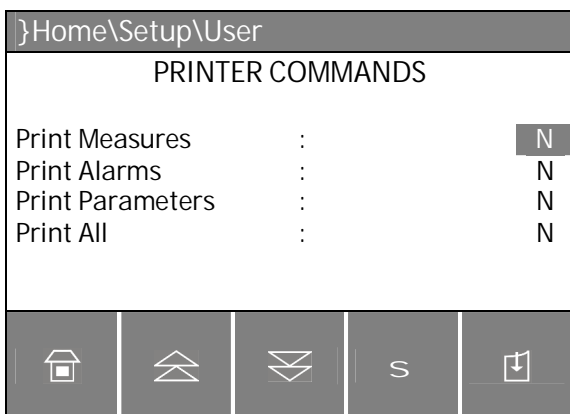 }Home\Setup\User
PRINTER COMMANDS
Print Measures : N
Print Alarms : N
Print Parameters : N
Print All : N
s